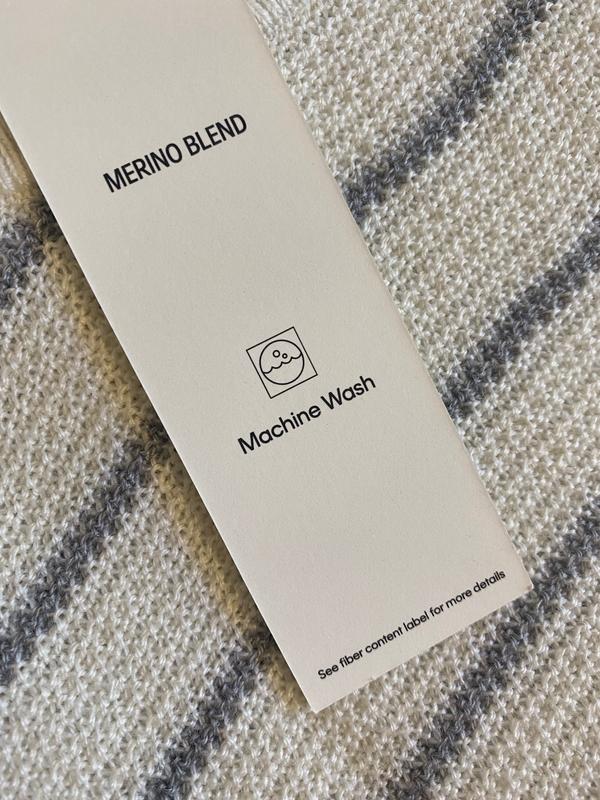 MERINO BLEND
Machine Wash
See fiber content label for more details